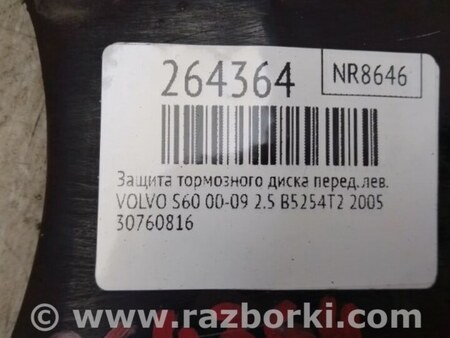 264364
NR8646
Защита тормозного диска перед.лев.
VOLVO S60 00-09 2.5 B5254T2 2005
30760816
© www.razborki.com